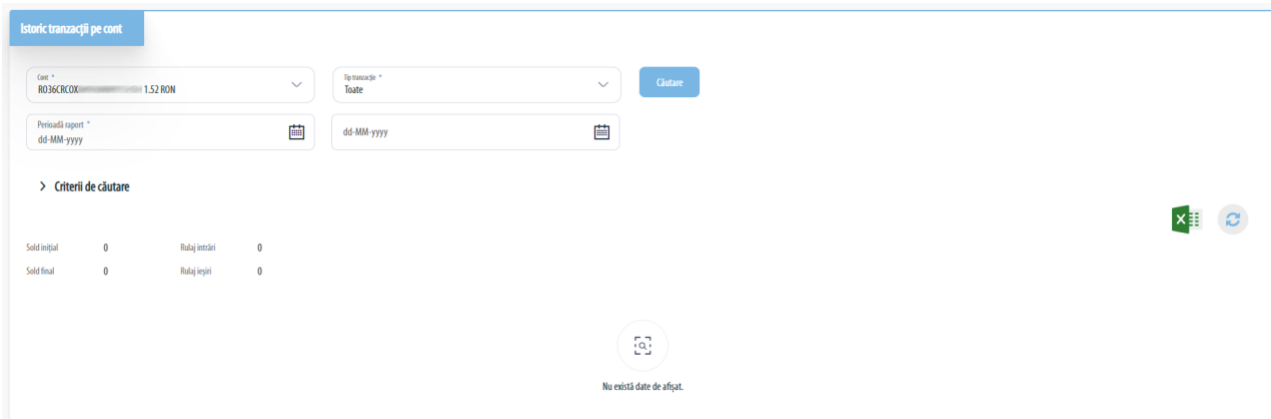 Istoric tranzacții pe cont
Cont *
RO36CRCOX 1.52 RON
Tip tranzacție *
Toate
Căutare
Perioadă raport *
dd-MM-yyyy
dd-MM-yyyy
Criterii de căutare
Sold inițial 0 Rulaj intrări 0
Sold final 0 Rulaj ieșiri 0
Nu există date de afișat.